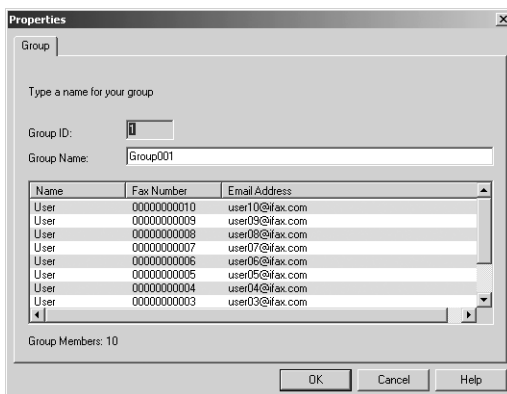 Properties
Group
Type a name for your group
Group ID: 1
Group Name: Group001
Name Fax Number Email Address
User 00000000010 user10@ifax.com
User 00000000009 user09@ifax.com
User 00000000008 user08@ifax.com
User 00000000007 user07@ifax.com
User 00000000006 user06@ifax.com
User 00000000005 user05@ifax.com
User 00000000004 user04@ifax.com
User 00000000003 user03@ifax.com
Group Members: 10
OK Cancel Help